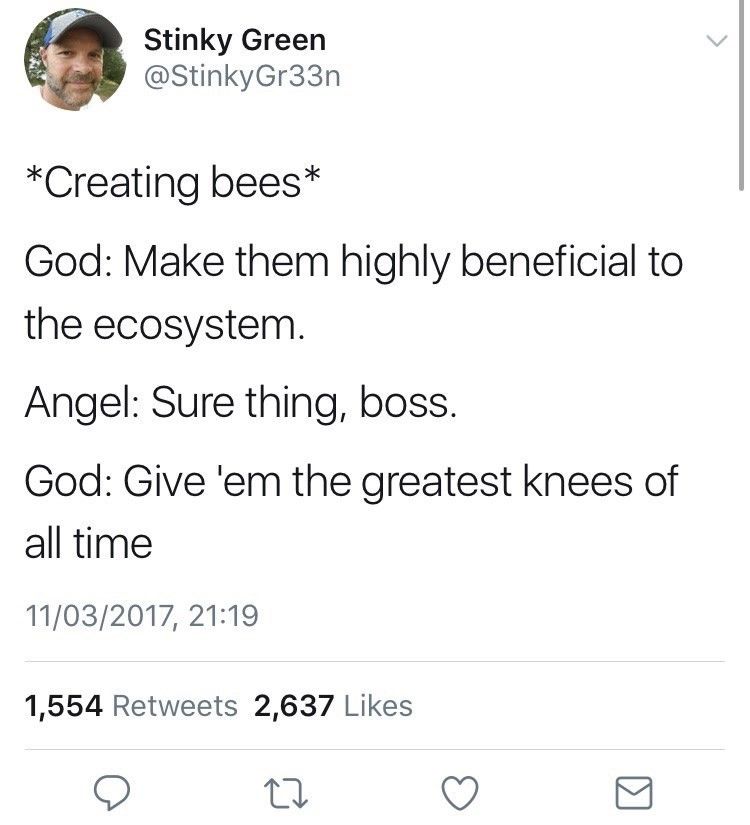 Stinky Green
@StinkyGr33n
*Creating bees*
God: Make them highly beneficial to
the ecosystem.
Angel: Sure thing, boss.
God: Give 'em the greatest knees of
all time
11/03/2017, 21:19
1,554 Retweets 2,637 Likes